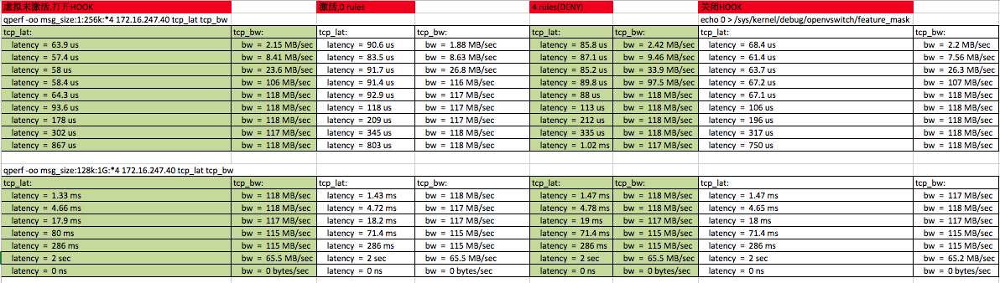 虚拟未激活,打开HOOK 激活,0 rules 4 rules(DENY) 关闭HOOK
qperf -oo msg_size:1:256k:*4 172.16.247.40 tcp_lat tcp_bw echo 0 > /sys/kernel/debug/openvswitch/feature_mask
tcp_lat: tcp_bw: tcp_lat: tcp_bw: tcp_lat: tcp_bw: tcp_lat: tcp_bw:
latency = 63.9 us bw = 2.15 MB/sec latency = 90.6 us bw = 1.88 MB/sec latency = 85.8 us bw = 2.42 MB/sec latency = 68.4 us bw = 2.2 MB/sec
latency = 57.4 us bw = 8.41 MB/sec latency = 83.5 us bw = 8.63 MB/sec latency = 87.1 us bw = 9.46 MB/sec latency = 61.4 us bw = 7.56 MB/sec
latency = 58 us bw = 23.6 MB/sec latency = 91.7 us bw = 26.8 MB/sec latency = 85.2 us bw = 33.9 MB/sec latency = 63.7 us bw = 26.3 MB/sec
latency = 58.4 us bw = 106 MB/sec latency = 91.4 us bw = 116 MB/sec latency = 89.8 us bw = 97.5 MB/sec latency = 67.2 us bw = 107 MB/sec
latency = 64.3 us bw = 118 MB/sec latency = 92.9 us bw = 117 MB/sec latency = 88 us bw = 118 MB/sec latency = 67.1 us bw = 118 MB/sec
latency = 93.6 us bw = 118 MB/sec latency = 118 us bw = 117 MB/sec latency = 113 us bw = 118 MB/sec latency = 106 us bw = 118 MB/sec
latency = 178 us bw = 118 MB/sec latency = 209 us bw = 117 MB/sec latency = 212 us bw = 118 MB/sec latency = 196 us bw = 118 MB/sec
latency = 302 us bw = 117 MB/sec latency = 345 us bw = 118 MB/sec latency = 335 us bw = 118 MB/sec latency = 317 us bw = 118 MB/sec
latency = 867 us bw = 118 MB/sec latency = 803 us bw = 118 MB/sec latency = 1.02 ms bw = 117 MB/sec latency = 750 us bw = 118 MB/sec
qperf -oo msg_size:128k:1G:*4 172.16.247.40 tcp_lat tcp_bw
tcp_lat: tcp_bw: tcp_lat: tcp_bw: tcp_lat: tcp_bw: tcp_lat: tcp_bw:
latency = 1.33 ms bw = 118 MB/sec latency = 1.43 ms bw = 118 MB/sec latency = 1.47 ms bw = 118 MB/sec latency = 1.47 ms bw = 117 MB/sec
latency = 4.66 ms bw = 118 MB/sec latency = 4.72 ms bw = 117 MB/sec latency = 4.78 ms bw = 118 MB/sec latency = 4.65 ms bw = 118 MB/sec
latency = 17.9 ms bw = 117 MB/sec latency = 18.2 ms bw = 117 MB/sec latency = 19 ms bw = 117 MB/sec latency = 18 ms bw = 117 MB/sec
latency = 80 ms bw = 115 MB/sec latency = 71.4 ms bw = 115 MB/sec latency = 71.4 ms bw = 115 MB/sec latency = 71.4 ms bw = 115 MB/sec
latency = 286 ms bw = 115 MB/sec latency = 286 ms bw = 115 MB/sec latency = 286 ms bw = 115 MB/sec latency = 286 ms bw = 115 MB/sec
latency = 2 sec bw = 65.5 MB/sec latency = 2 sec bw = 65.5 MB/sec latency = 2 sec bw = 65.5 MB/sec latency = 2 sec bw = 65.2 MB/sec
latency = 0 ns bw = 0 bytes/sec latency = 0 ns bw = 0 bytes/sec latency = 0 ns bw = 0 bytes/sec latency = 0 ns bw = 0 bytes/sec